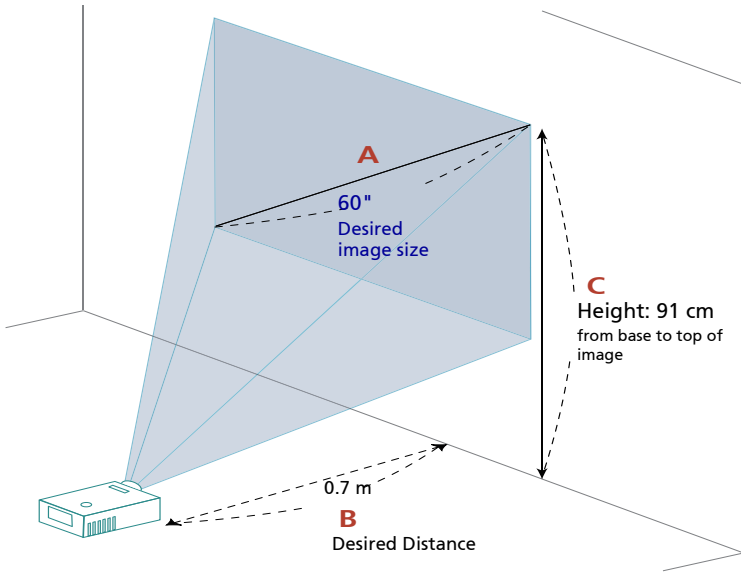 A
60"
Desired
image size
C
Height: 91 cm
from base to top of
image
0.7 m
B
Desired Distance